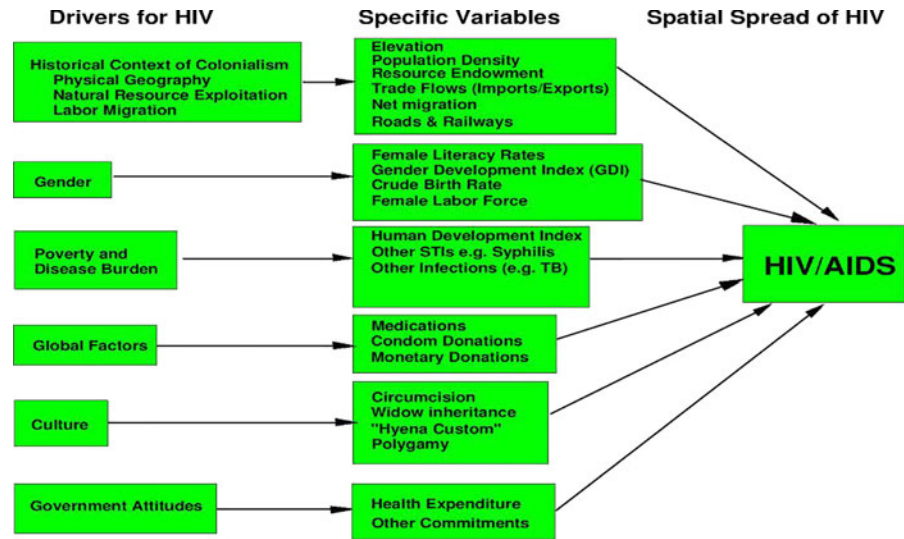 Drivers for HIV
Specific Variables
Spatial Spread of HIV
Historical Context of Colonialism
Physical Geography
Natural Resource Exploitation
Labor Migration
Elevation
Population Density
Resource Endowment
Trade Flows (Imports/Exports)
Net migration
Roads & Railways
Gender
Female Literacy Rates
Gender Development Index (GDI)
Crude Birth Rate
Female Labor Force
Poverty and
Disease Burden
Human Development Index
Other STIs e.g. Syphilis
Other Infections (e.g. TB)
HIV/AIDS
Global Factors
Medications
Condom Donations
Monetary Donations
Culture
Circumcision
Widow inheritance
"Hyena Custom"
Polygamy
Government Attitudes
Health Expenditure
Other Commitments